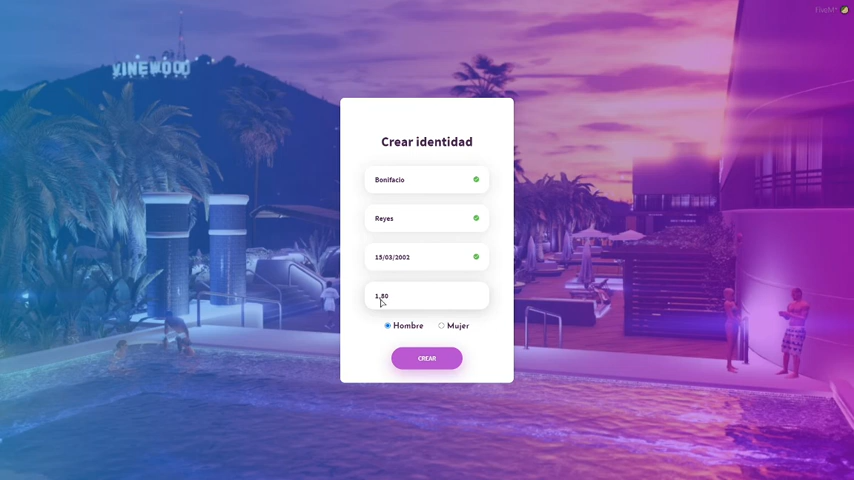 FiveM®
VINEWOOD
Crear identidad
Bonifacio
Reyes
15/03/2002
1.80
Hombre
Mujer
CREAR